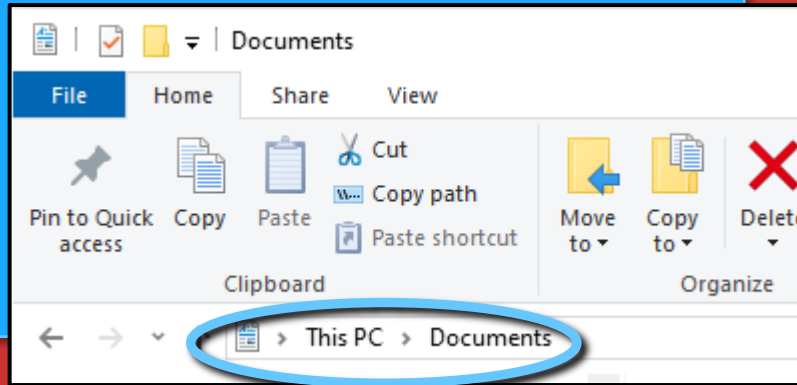 Documents
File Home Share View
Pin to Quick access
Copy
Paste
Cut
Copy path
Paste shortcut
Move to
Copy to
Delete
Clipboard
Organize
> This PC > Documents